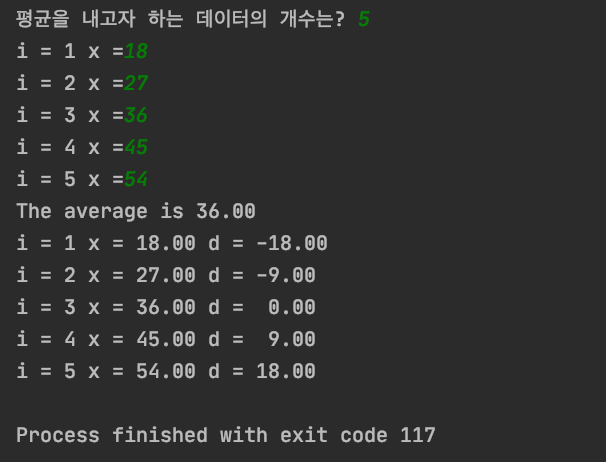 평균을 내고자 하는 데이터의 개수는? 5
i = 1 x =18
i = 2 x =27
i = 3 x =36
i = 4 x =45
i = 5 x =54
The average is 36.00
i = 1 x = 18.00 d = -18.00
i = 2 x = 27.00 d = -9.00
i = 3 x = 36.00 d =  0.00
i = 4 x = 45.00 d =  9.00
i = 5 x = 54.00 d = 18.00
Process finished with exit code 117